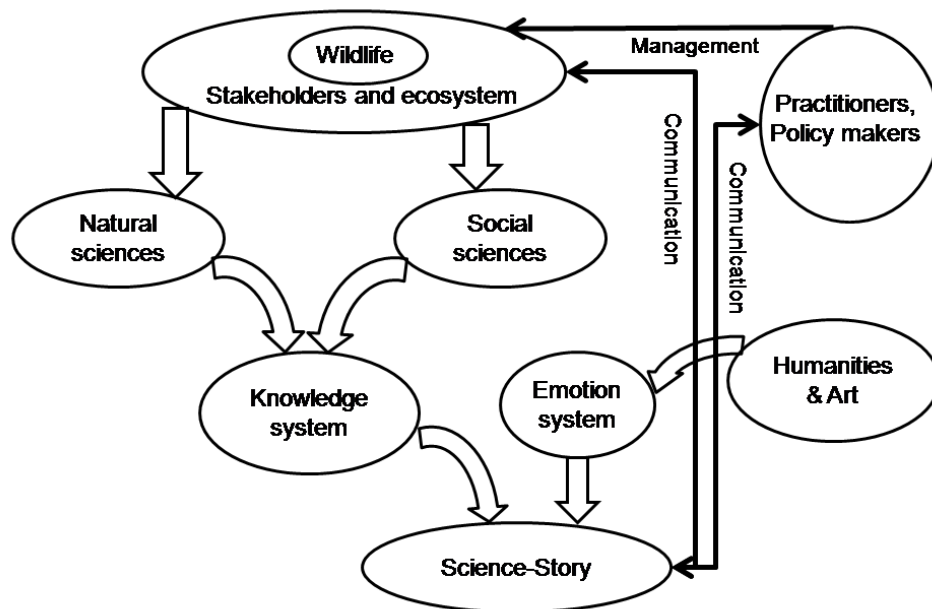 Wildlife
Stakeholders and ecosystem
Management
Practitioners,
Policy makers
Communication
Communication
Natural
sciences
Social
sciences
Knowledge
system
Emotion
system
Humanities
& Art
Science-Story